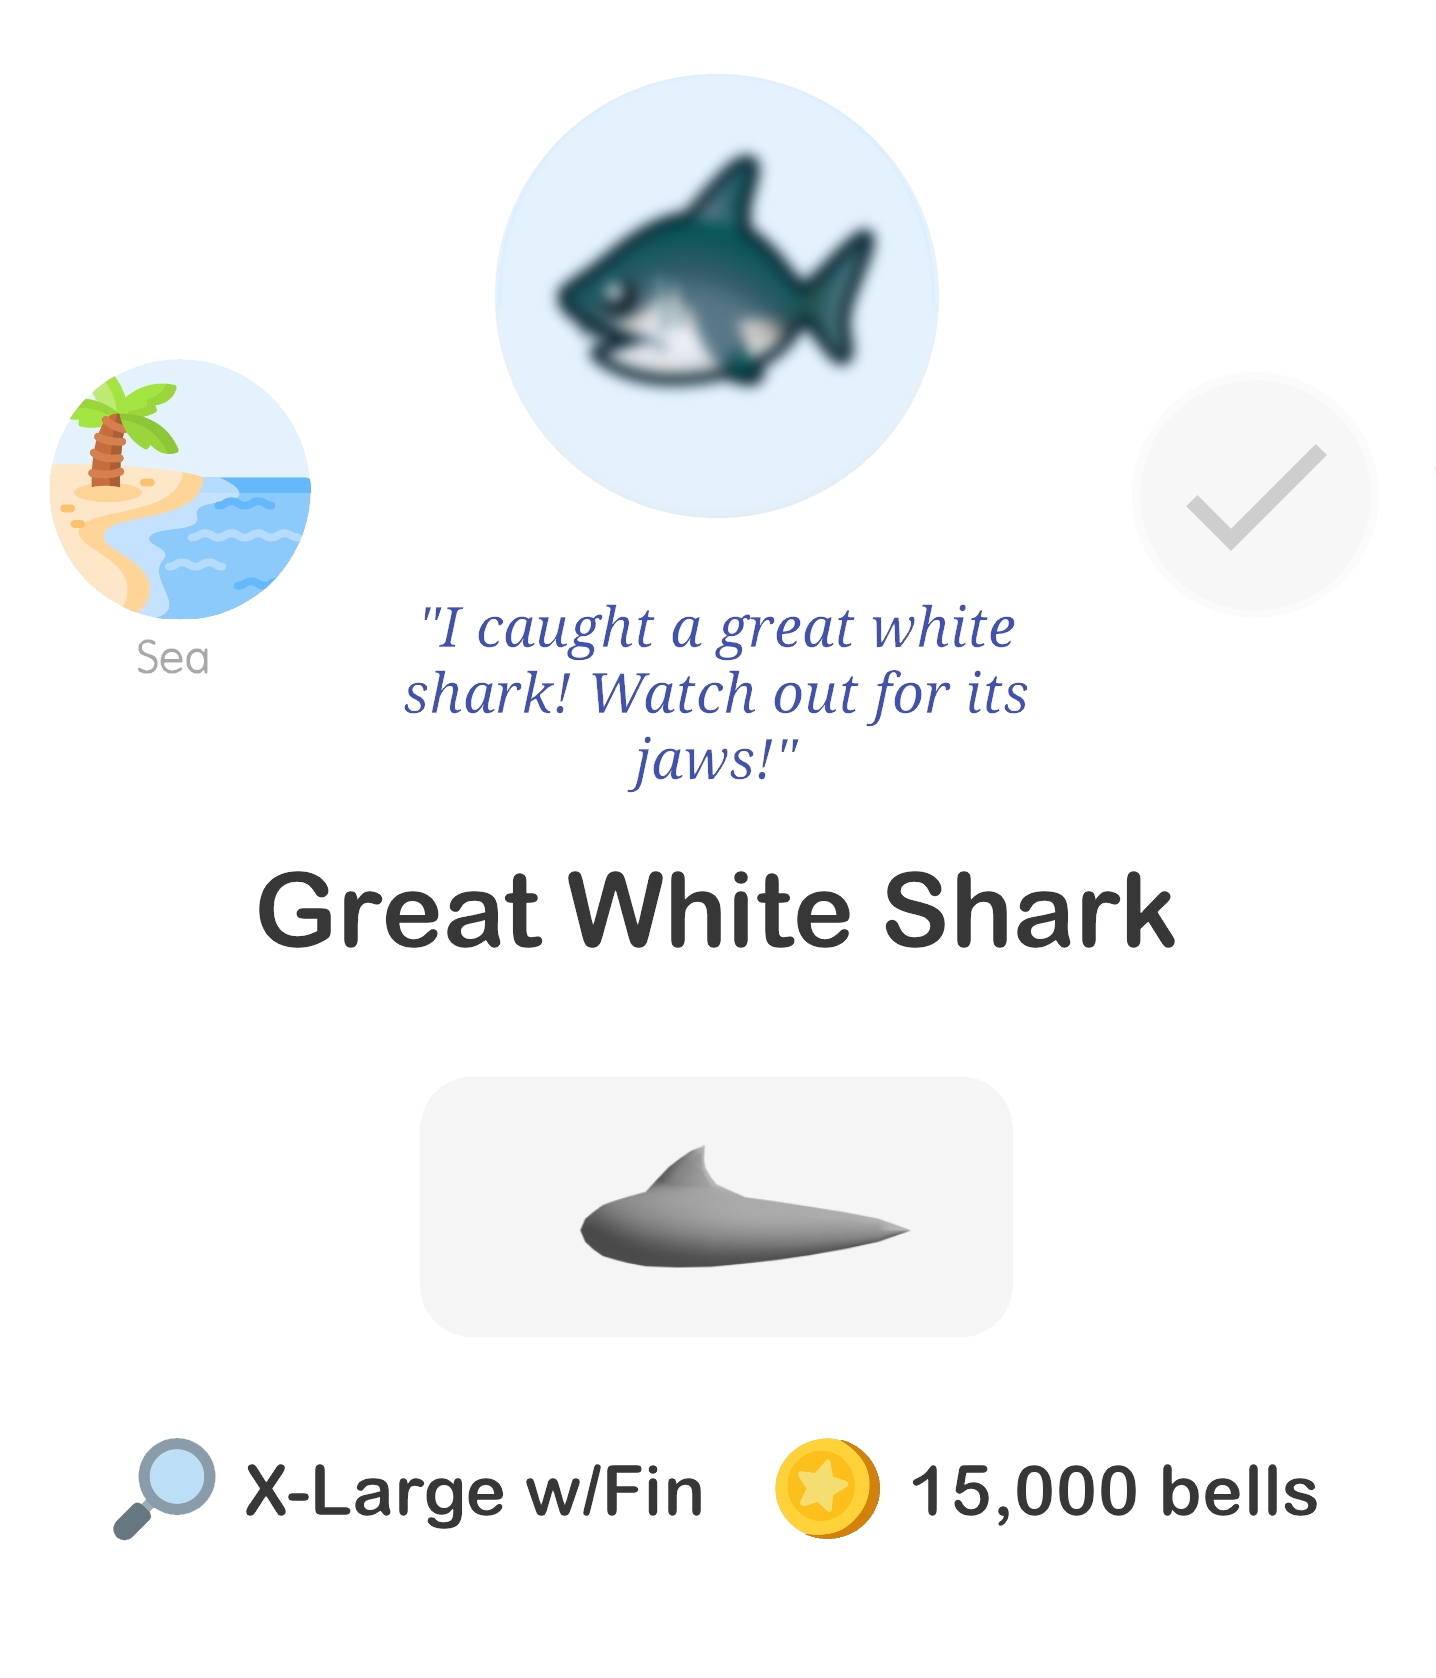 Sea
"I caught a great white
shark! Watch out for its
jaws!"
Great White Shark
X-Large w/Fin
15,000 bells